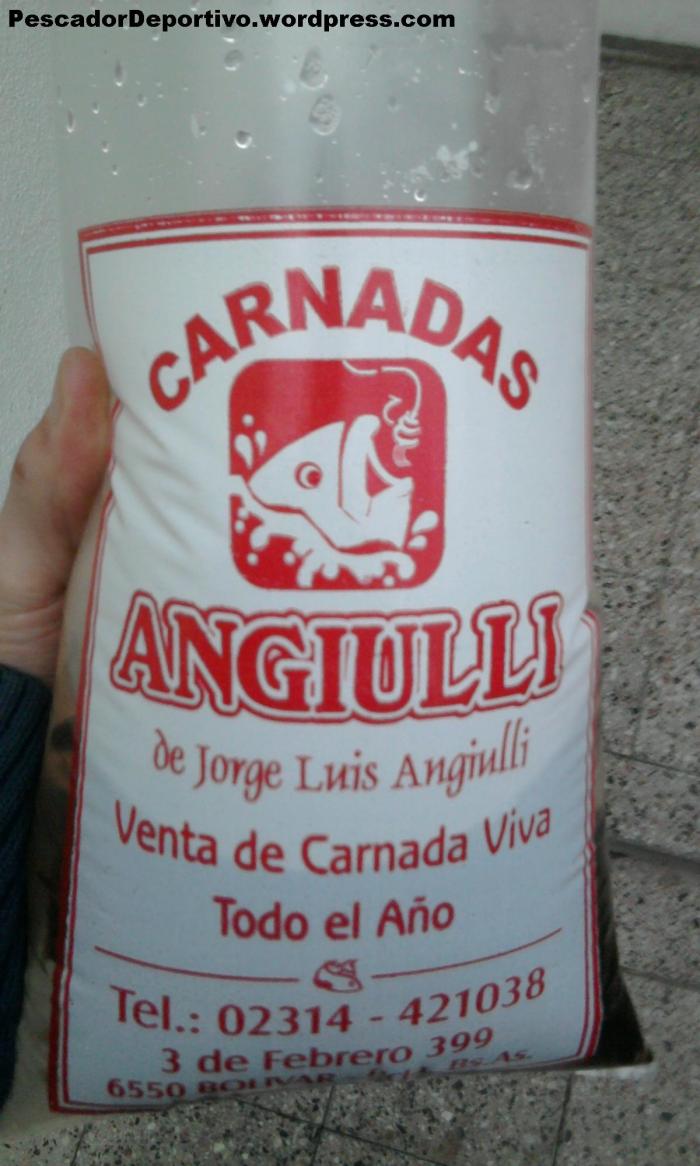 PescadorDeportivo.wordpress.com
CARNADAS
ANGIULLI
de Jorge Luis Angiulli
Venta de Carnada Viva
Todo el Año
Tel.: 02314 - 421038
3 de Febrero 399
6550 BOLIVAR Bs.As.